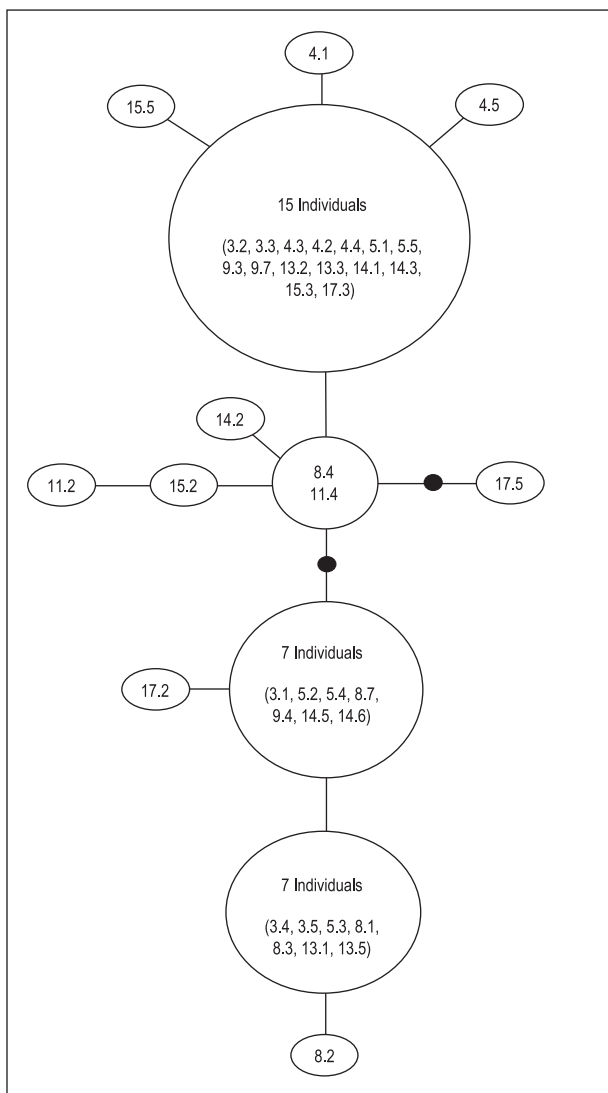 4.1
15.5
4.5
15 Individuals
(3.2, 3.3, 4.3, 4.2, 4.4, 5.1, 5.5,
9.3, 9.7, 13.2, 13.3, 14.1, 14.3,
15.3, 17.3)
14.2
8.4
11.4
11.2
15.2
17.5
7 Individuals
(3.1, 5.2, 5.4, 8.7,
9.4, 14.5, 14.6)
17.2
7 Individuals
(3.4, 3.5, 5.3, 8.1,
8.3, 13.1, 13.5)
8.2